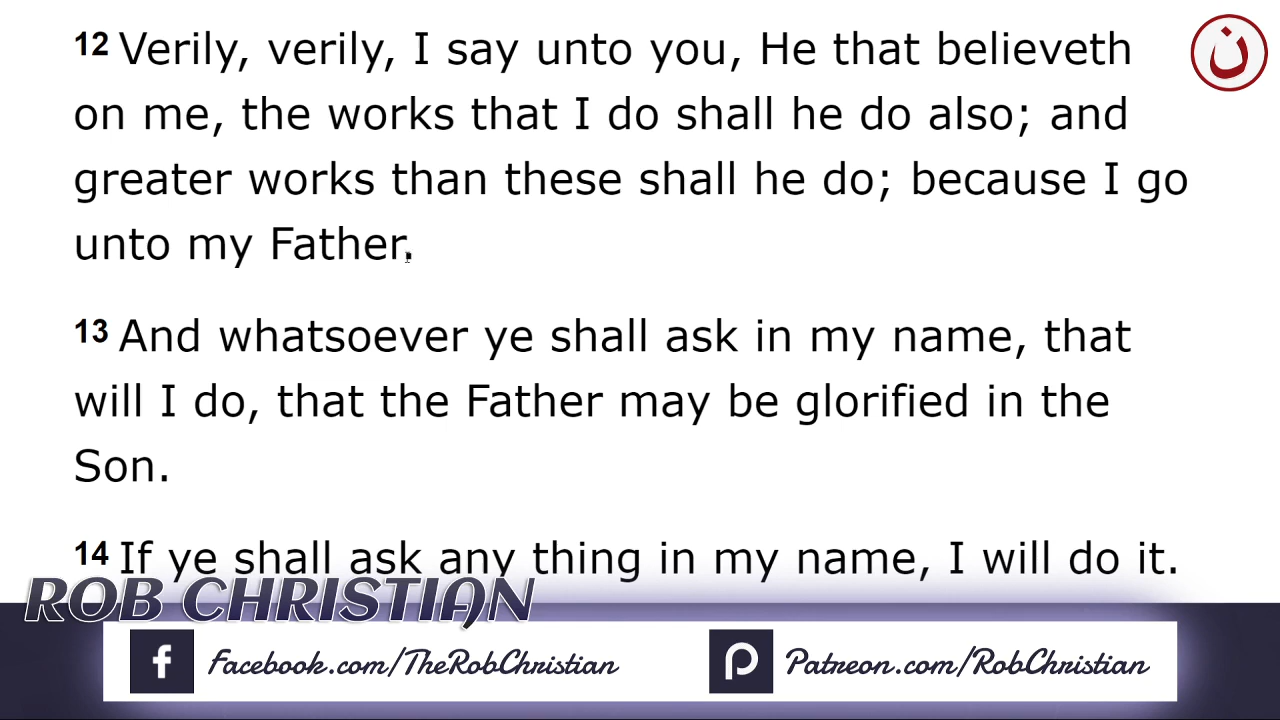 12 Verily, verily, I say unto you, He that believeth
on me, the works that I do shall he do also; and
greater works than these shall he do; because I go
unto my Father.
13 And whatsoever ye shall ask in my name, that
will I do, that the Father may be glorified in the
Son.
14 If ye shall ask any thing in my name, I will do it.
ن
ROB CHRISTIAN
Facebook.com/TheRobChristian
Patreon.com/RobChristian